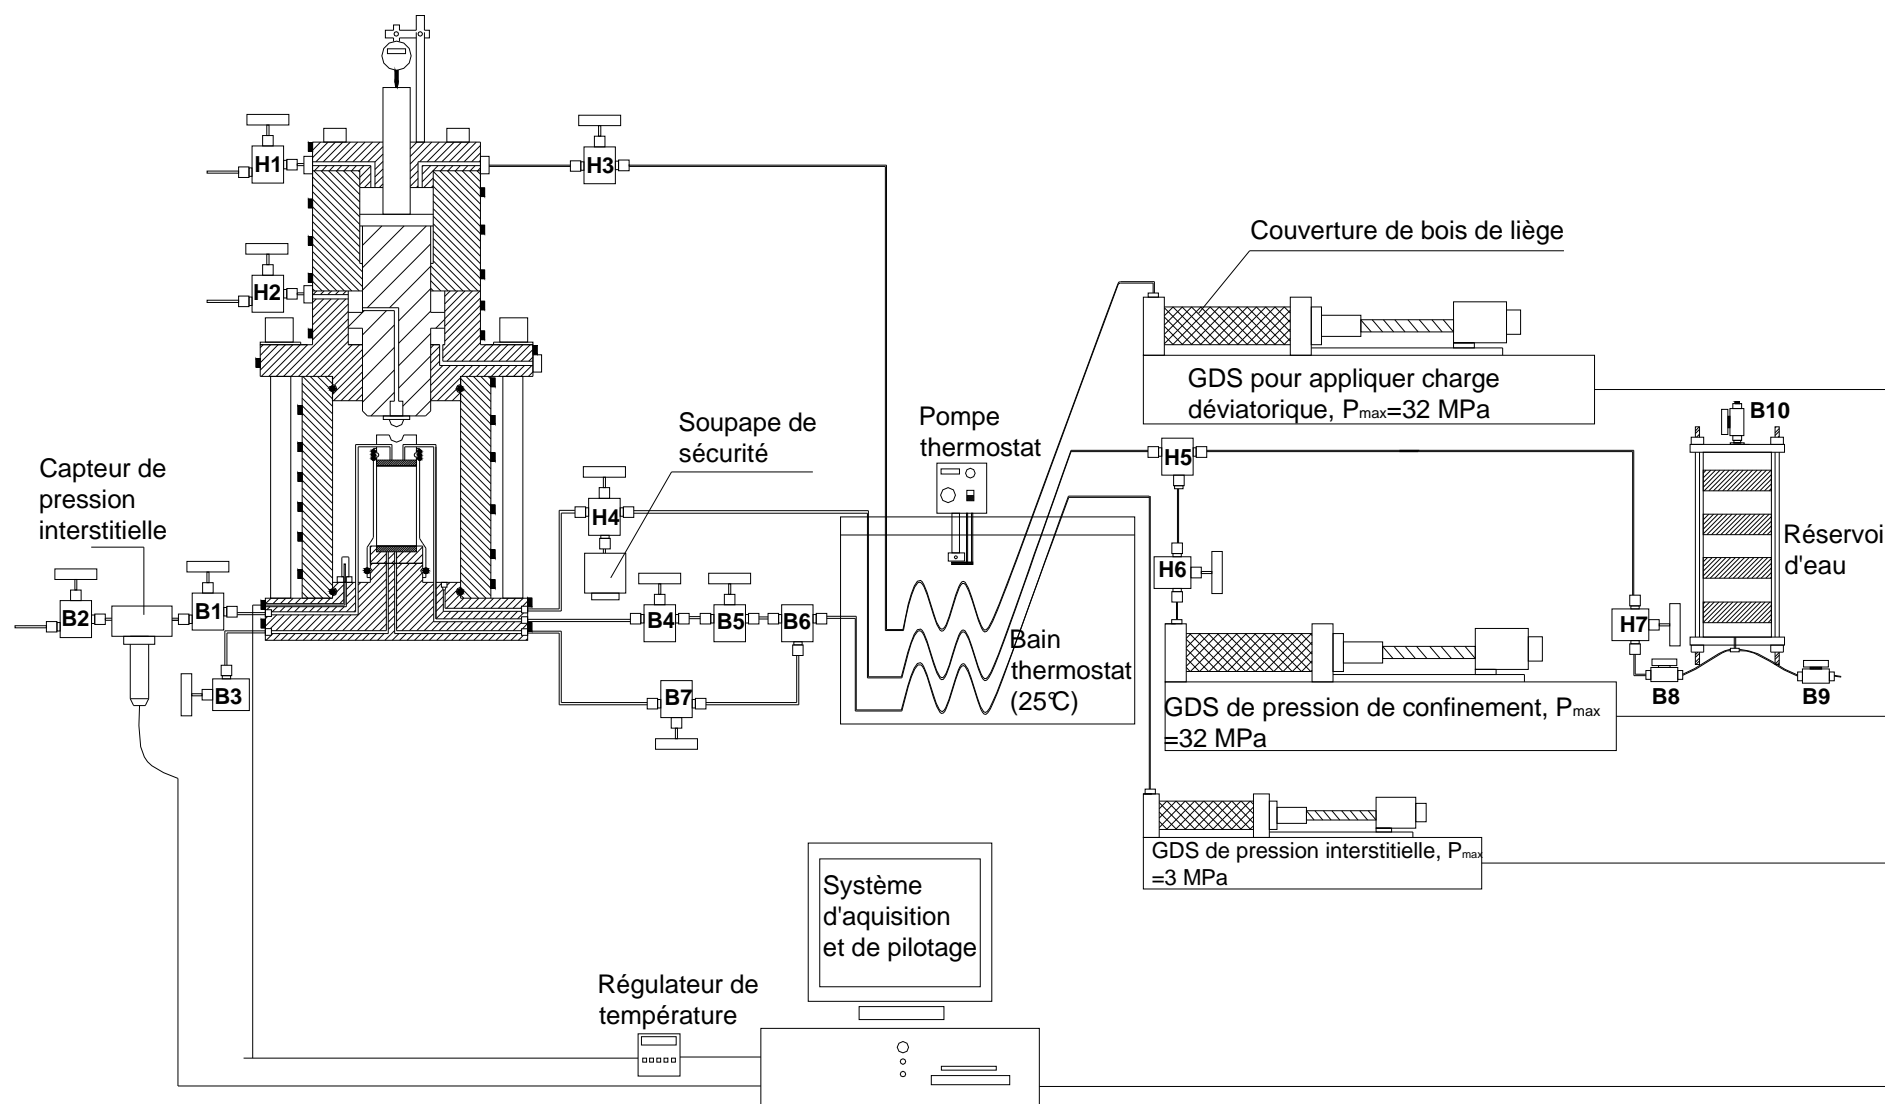 H1
H3
H2
Couverture de bois de liège
GDS pour appliquer charge
déviatorique, Pmax=32 MPa
Pompe
thermostat
Soupape de
sécurité
Capteur de
pression
interstitielle
H4
H5
H6
B10
Réservoi
d'eau
H7
B8
B9
B2
B1
B3
B4
B5
B6
B7
Bain
thermostat
(25°C)
GDS de pression de confinement, Pmax
=32 MPa
GDS de pression interstitielle, Pmax
=3 MPa
Système
d'aquisition
et de pilotage
Régulateur de
température